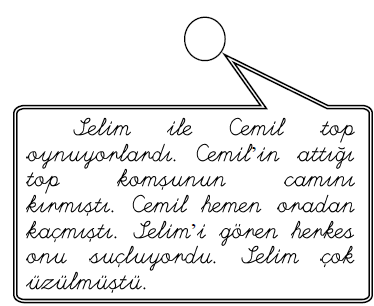 Selim ile Cemil top
oynuyorlardı. Cemil'in attığı
top komşunun camını
kırmıştı. Cemil hemen oradan
kaçmıştı. Selim'i gören herkes
onu suçluyordu. Selim çok
üzülmüştü.